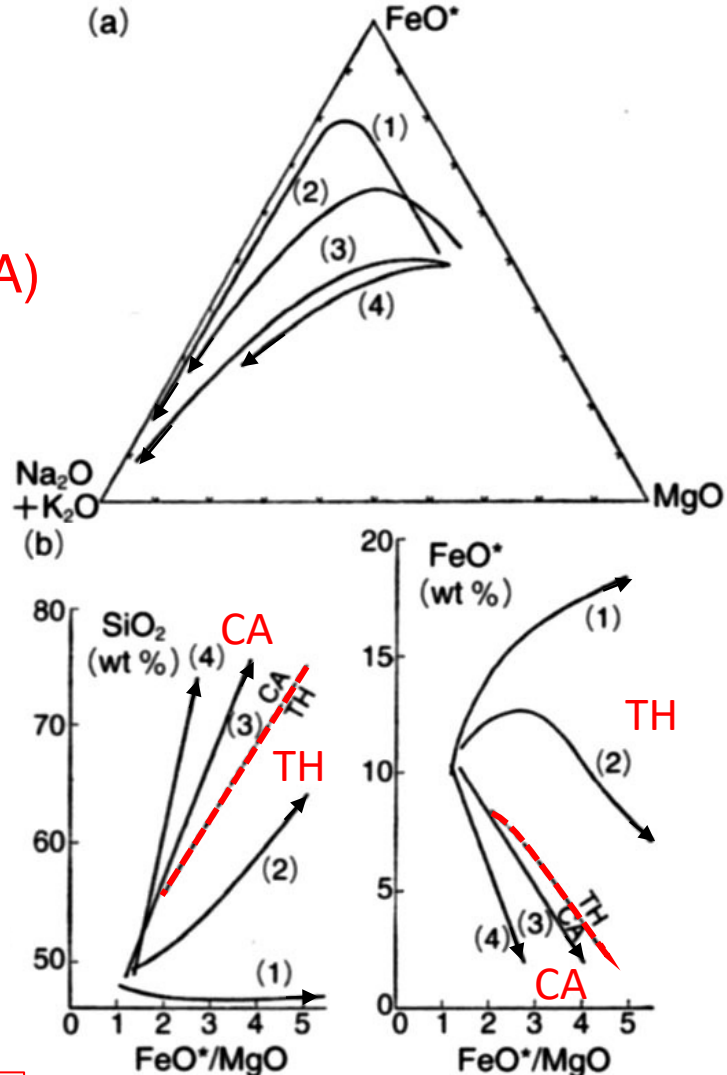 (a)
FeO*
(1)
(2)
(3)
(4)
A)
Na₂O
+K₂O
MgO
(b)
80
70
60
50
SiO₂
(wt %)
(4)
CA
CA
TH
(3)
TH
(2)
(1)
0 1 2 3 4 5
FeO*/MgO
20
15
10
5
0
FeO*
(wt %)
(1)
TH
(2)
TH
CA
(4)
(3)
CA
0 1 2 3 4 5
FeO*/MgO